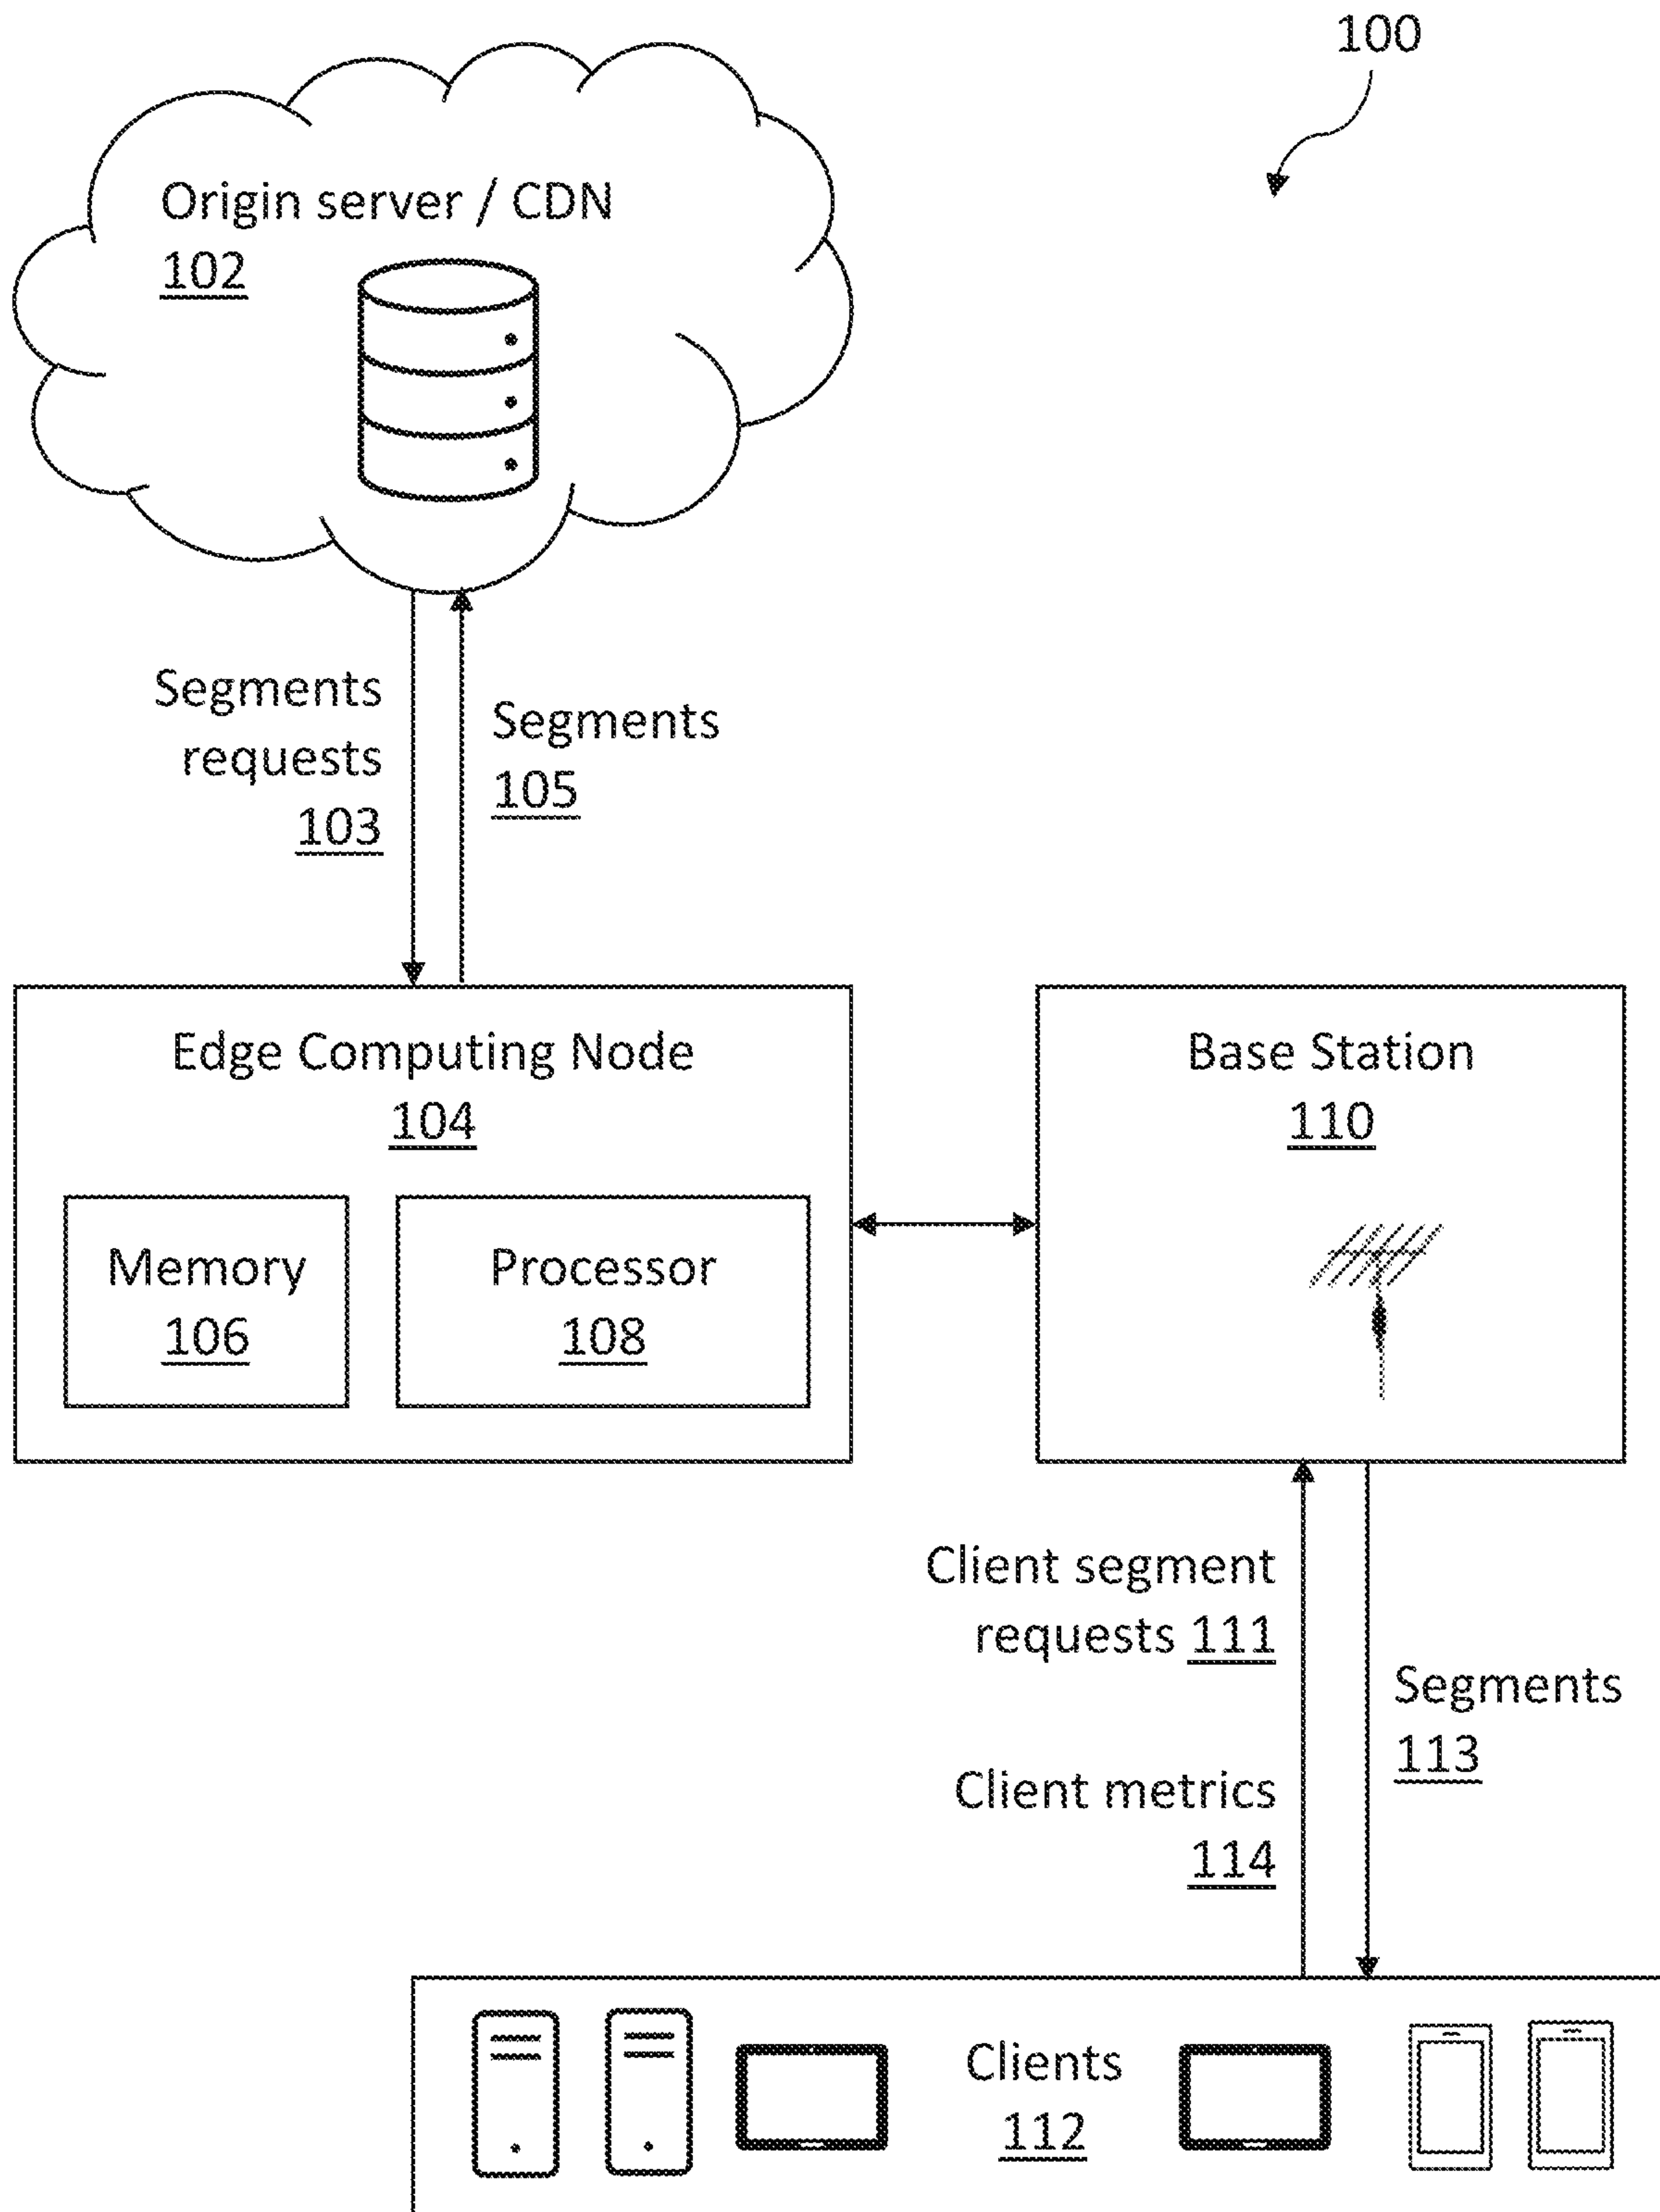 100
Origin server / CDN
102
Segments
requests
103
Segments
105
Edge Computing Node
104
Memory
106
Processor
108
Base Station
110
Client segment
requests 111
Segments
113
Client metrics
114
Clients
112